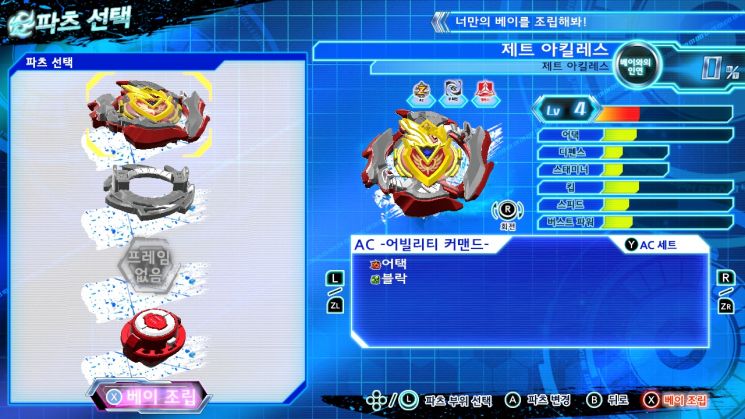 파츠 선택
너만의 베이를 조립해봐!
파츠 선택
제트 아킬레스
제트 아킬레스
베이와의
인연
0%
Lv 4
어택
디펜스
스태미너
힘
스피드
버스트 파워
R
회전
프레임
없음
AC -어빌리티 커맨드-
Y AC 세트
어택
블락
L
ZL
R
ZR
X 베이 조립
L 파츠 부위 선택 A 파츠 변경 B 뒤로 X 베이 조립